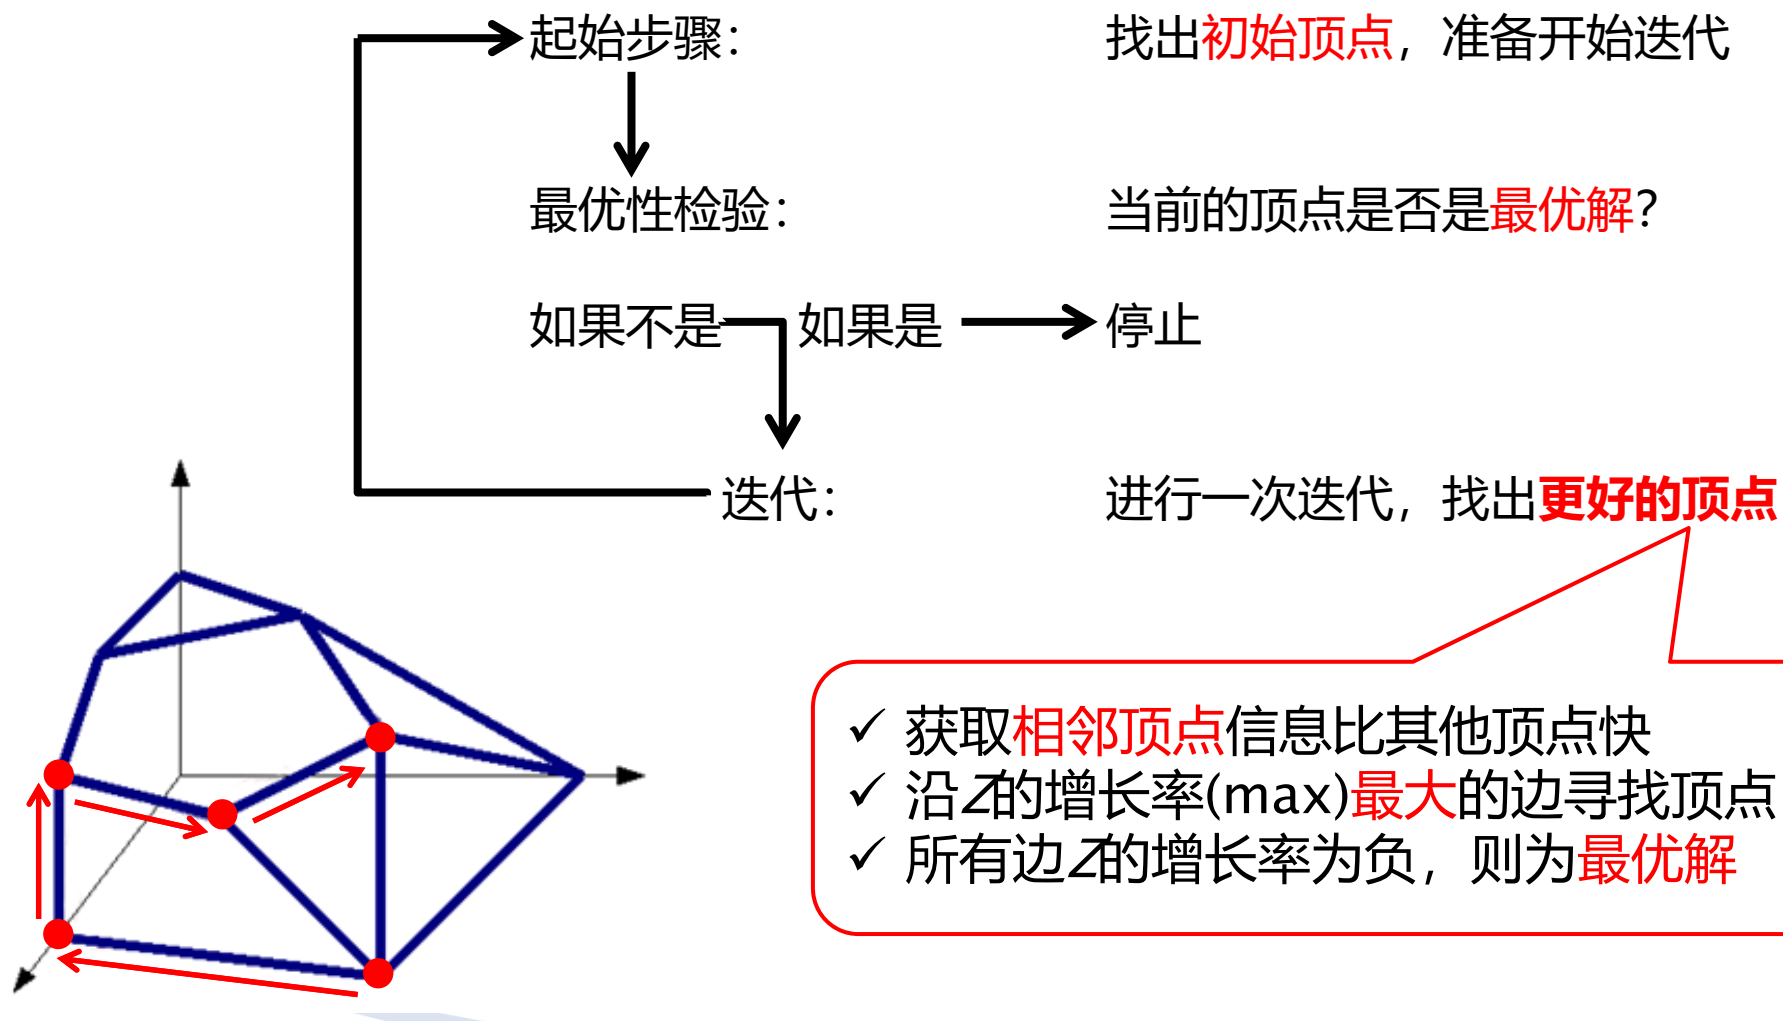 起始步骤： 找出初始顶点，准备开始迭代
最优性检验： 当前的顶点是否是最优解？
如果不是 如果是 停止
迭代： 进行一次迭代，找出更好的顶点
✓ 获取相邻顶点信息比其他顶点快
✓ 沿Z的增长率(max)最大的边寻找顶点
✓ 所有边Z的增长率为负，则为最优解